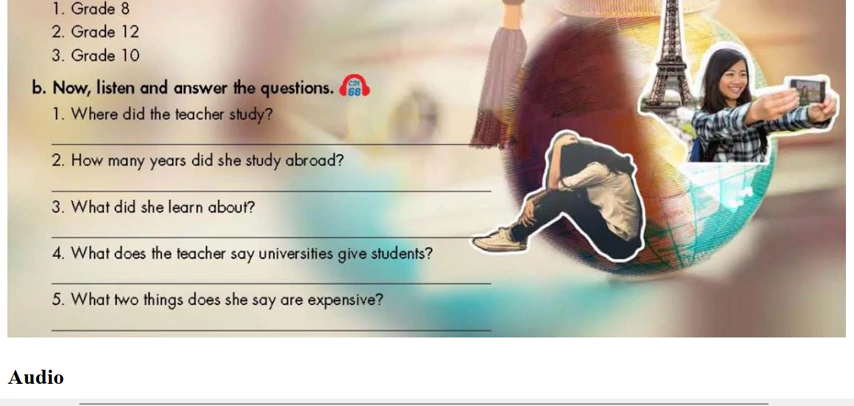 1. Grade 8
2. Grade 12
3. Grade 10
b. Now, listen and answer the questions. CD1 68
1. Where did the teacher study?
2. How many years did she study abroad?
3. What did she learn about?
4. What does the teacher say universities give students?
5. What two things does she say are expensive?
Audio